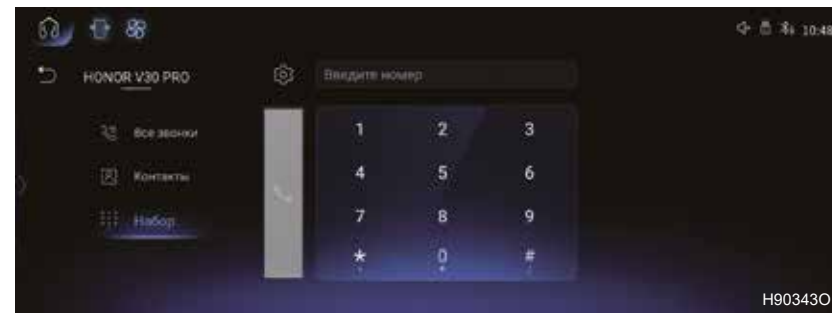 10:48
HONOR V30 PRO
Введите номер
Все звонки
Контакты
Набор
1 2 3
4 5 6
7 8 9
* 0 #
H90343O